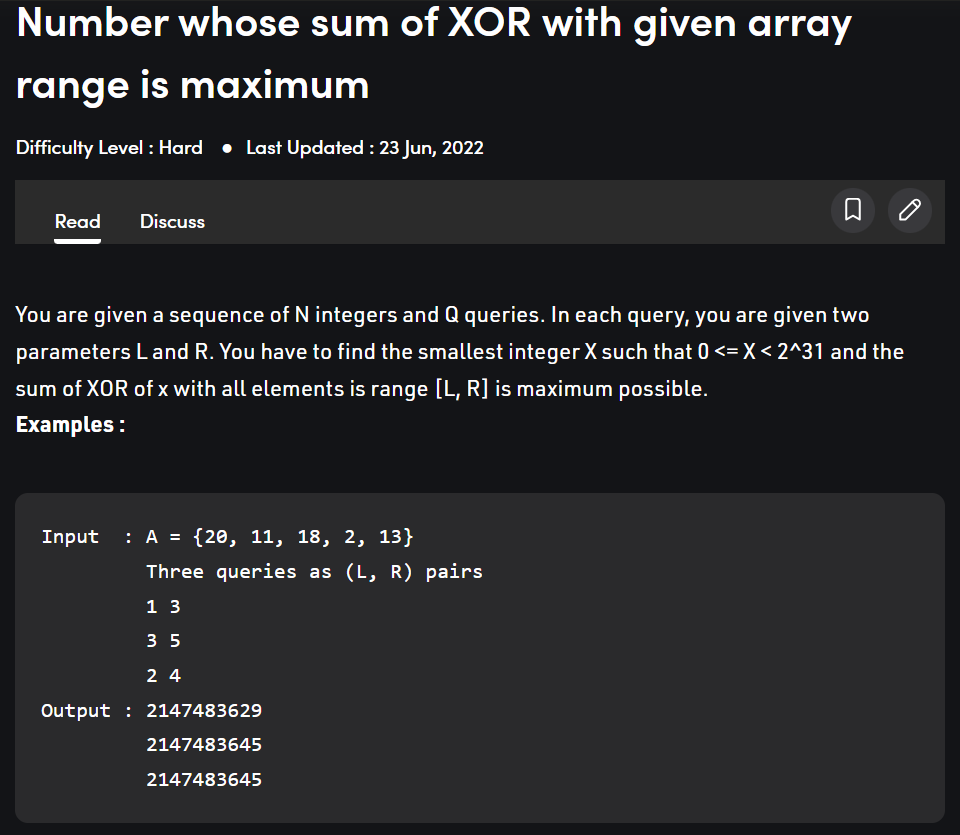 Number whose sum of XOR with given array
range is maximum
Difficulty Level : Hard ● Last Updated : 23 Jun, 2022
Read Discuss
You are given a sequence of N integers and Q queries. In each query, you are given two
parameters L and R. You have to find the smallest integer X such that 0 <= X < 2^31 and the
sum of XOR of x with all elements is range [L, R] is maximum possible.
Examples :
Input  : A = {20, 11, 18, 2, 13}
Three queries as (L, R) pairs
1 3
3 5
2 4
Output : 2147483629
2147483645
2147483645